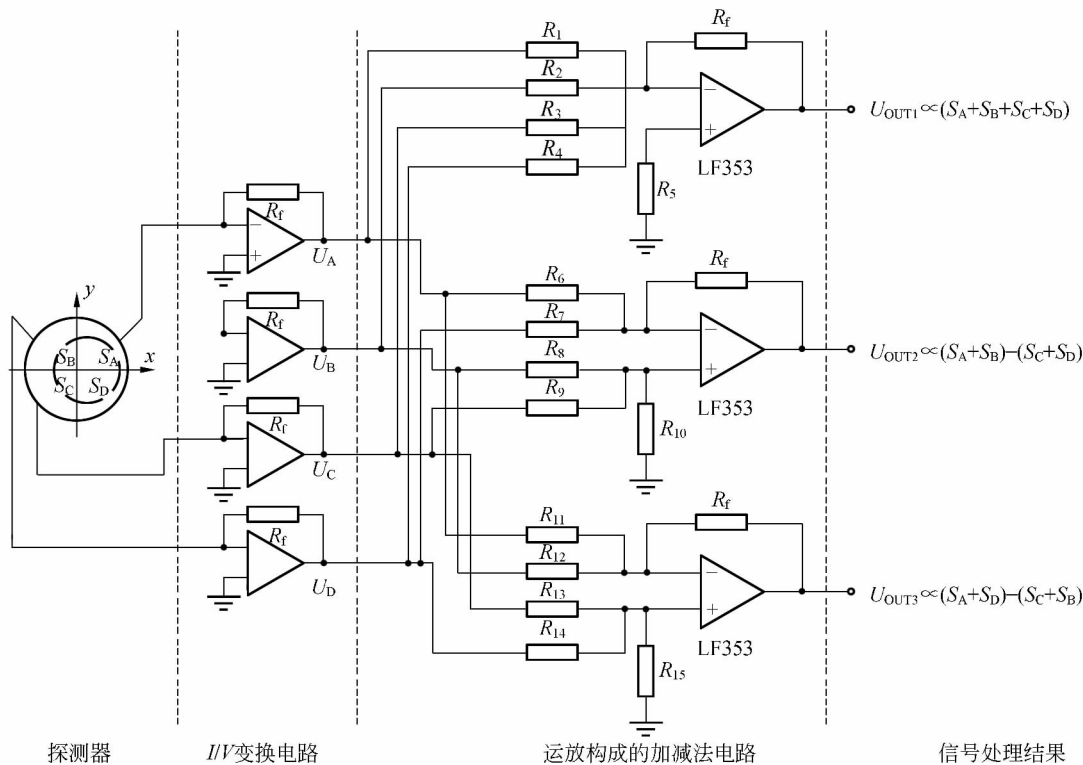 R1
Rf
R2
R3
R4
−
+
LF353
R5
UOUT1∝(SA+SB+SC+SD)
Rf
−
+
UA
Rf
UB
Rf
UC
Rf
UD
y
x
SB
SA
SC
SD
R6
Rf
R7
R8
R9
−
+
LF353
R10
UOUT2∝(SA+SB)−(SC+SD)
R11
Rf
R12
R13
R14
−
+
LF353
R15
UOUT3∝(SA+SD)−(SC+SB)
探测器
I/V变换电路
运放构成的加减法电路
信号处理结果